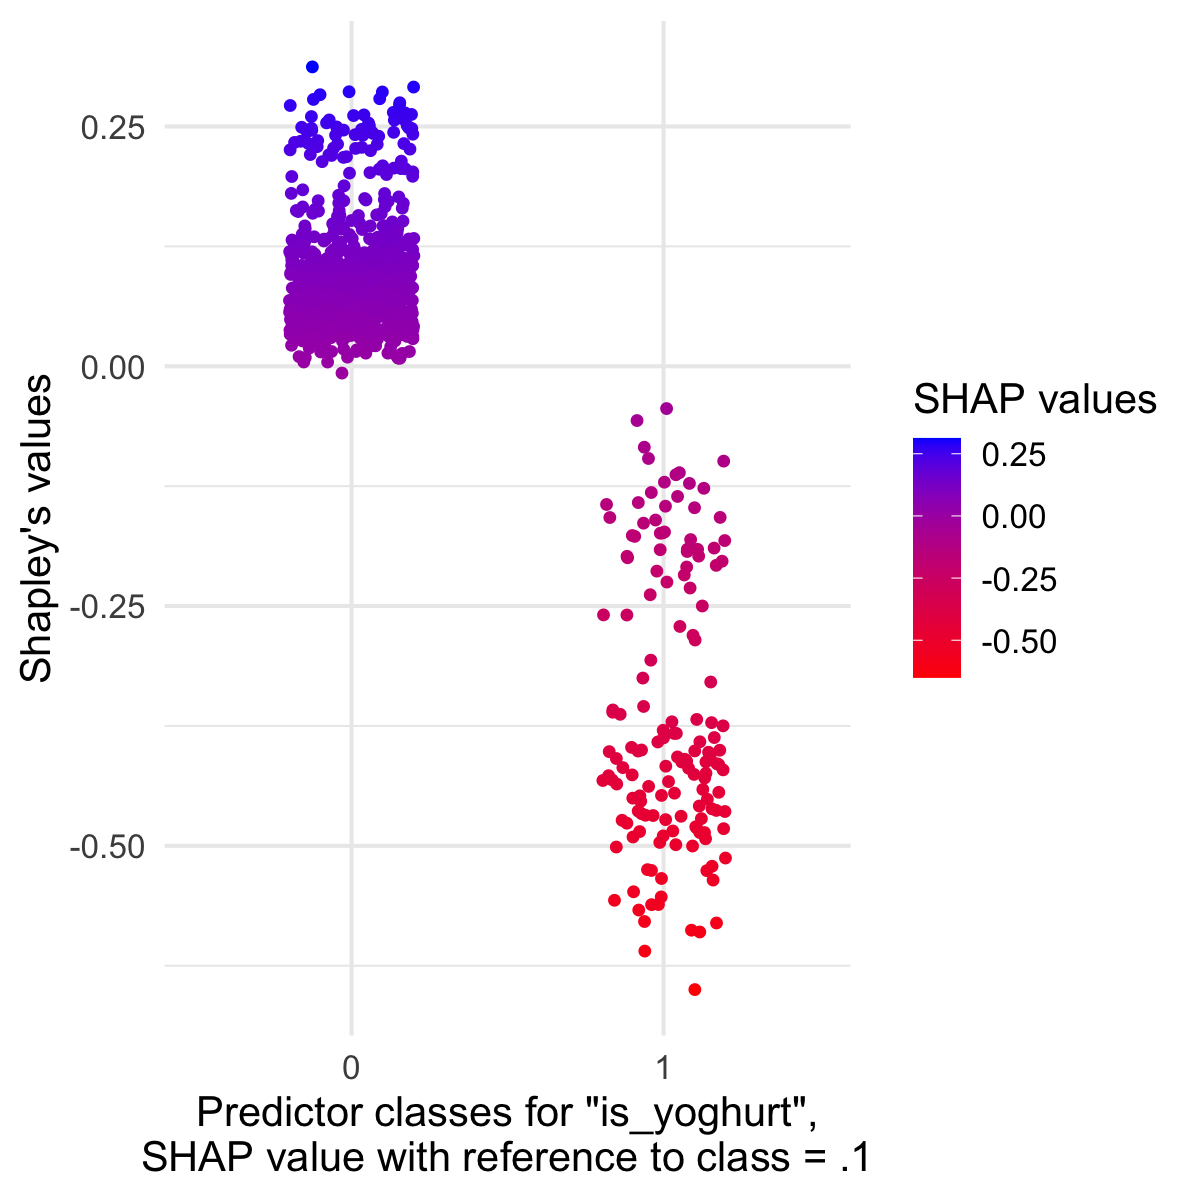 Shapley's values
0.25
0.00
-0.25
-0.50
0
1
Predictor classes for "is_yoghurt",
SHAP value with reference to class = .1
SHAP values
0.25
0.00
-0.25
-0.50